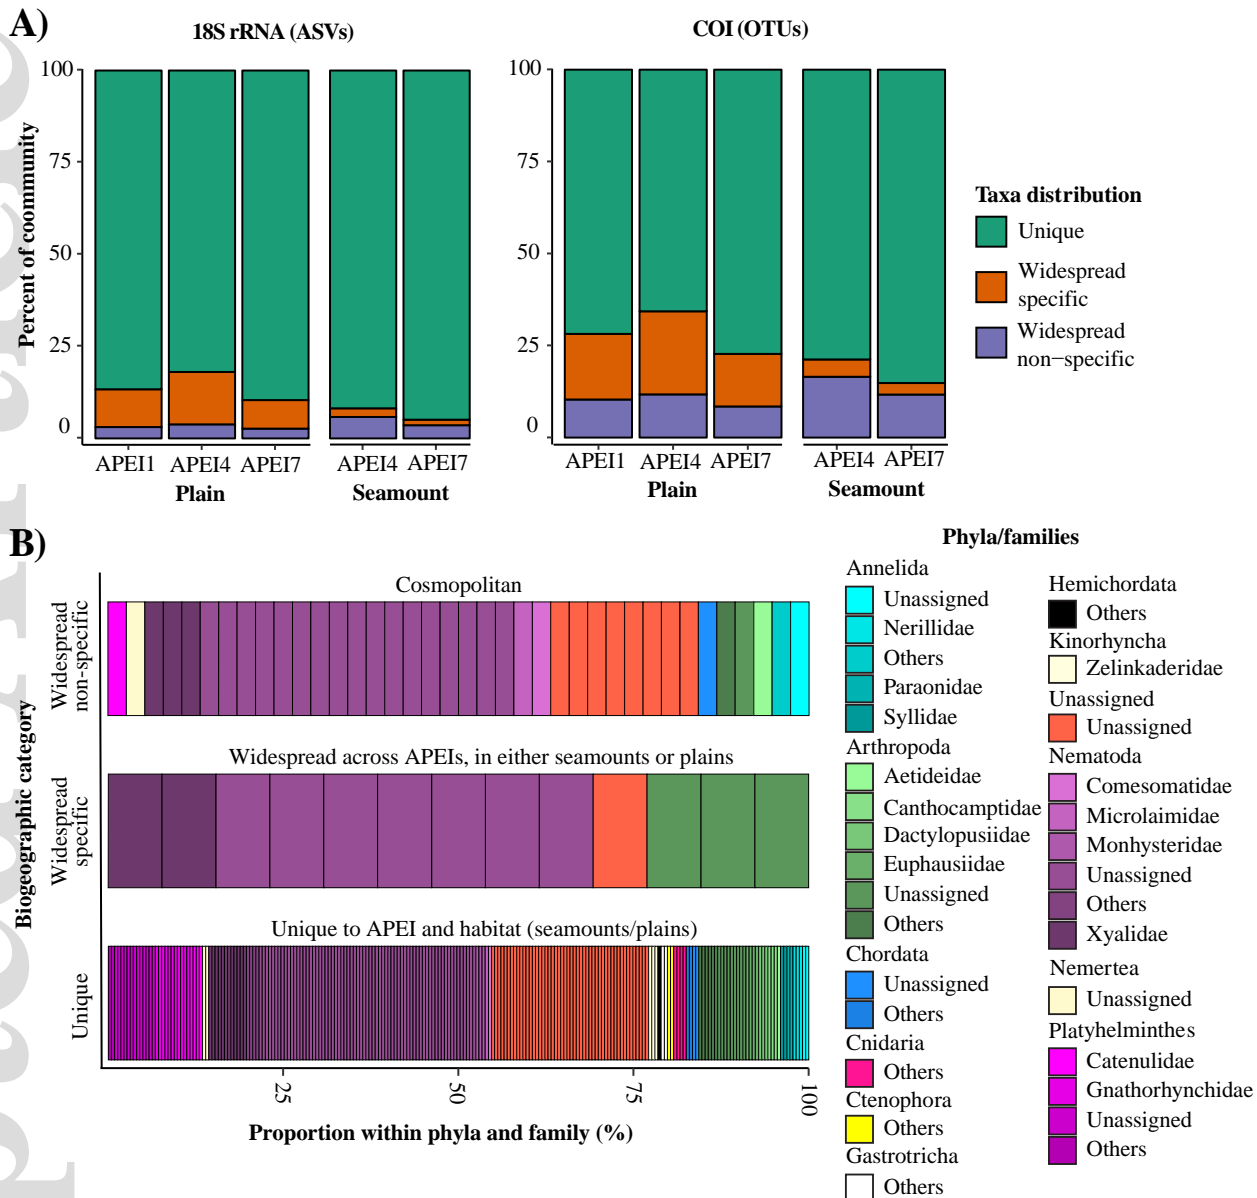 A)
18S rRNA (ASVs)
COI (OTUs)
Percent of coomunity
100
75
50
25
0
100
75
50
25
0
APEI1 APEI4 APEI7 APEI4 APEI7
Plain Seamount
APEI1 APEI4 APEI7 APEI4 APEI7
Plain Seamount
Taxa distribution
Unique
Widespread
specific
Widespread
non−specific
B)
Biogeographic category
Cosmopolitan
Widespread
non-specific
Widespread across APEIs, in either seamounts or plains
Widespread
specific
Unique to APEI and habitat (seamounts/plains)
Unique
25
50
75
100
Proportion within phyla and family (%)
Phyla/families
Annelida
Unassigned
Nerillidae
Others
Paraonidae
Syllidae
Arthropoda
Aetideidae
Canthocamptidae
Dactylopusiidae
Euphausiidae
Unassigned
Others
Chordata
Unassigned
Others
Cnidaria
Others
Ctenophora
Others
Gastrotricha
Others
Hemichordata
Others
Kinorhyncha
Zelinkaderidae
Unassigned
Unassigned
Nematoda
Comesomatidae
Microlaimidae
Monhysteridae
Unassigned
Others
Xyalidae
Nemertea
Unassigned
Platyhelminthes
Catenulidae
Gnathorhynchidae
Unassigned
Others